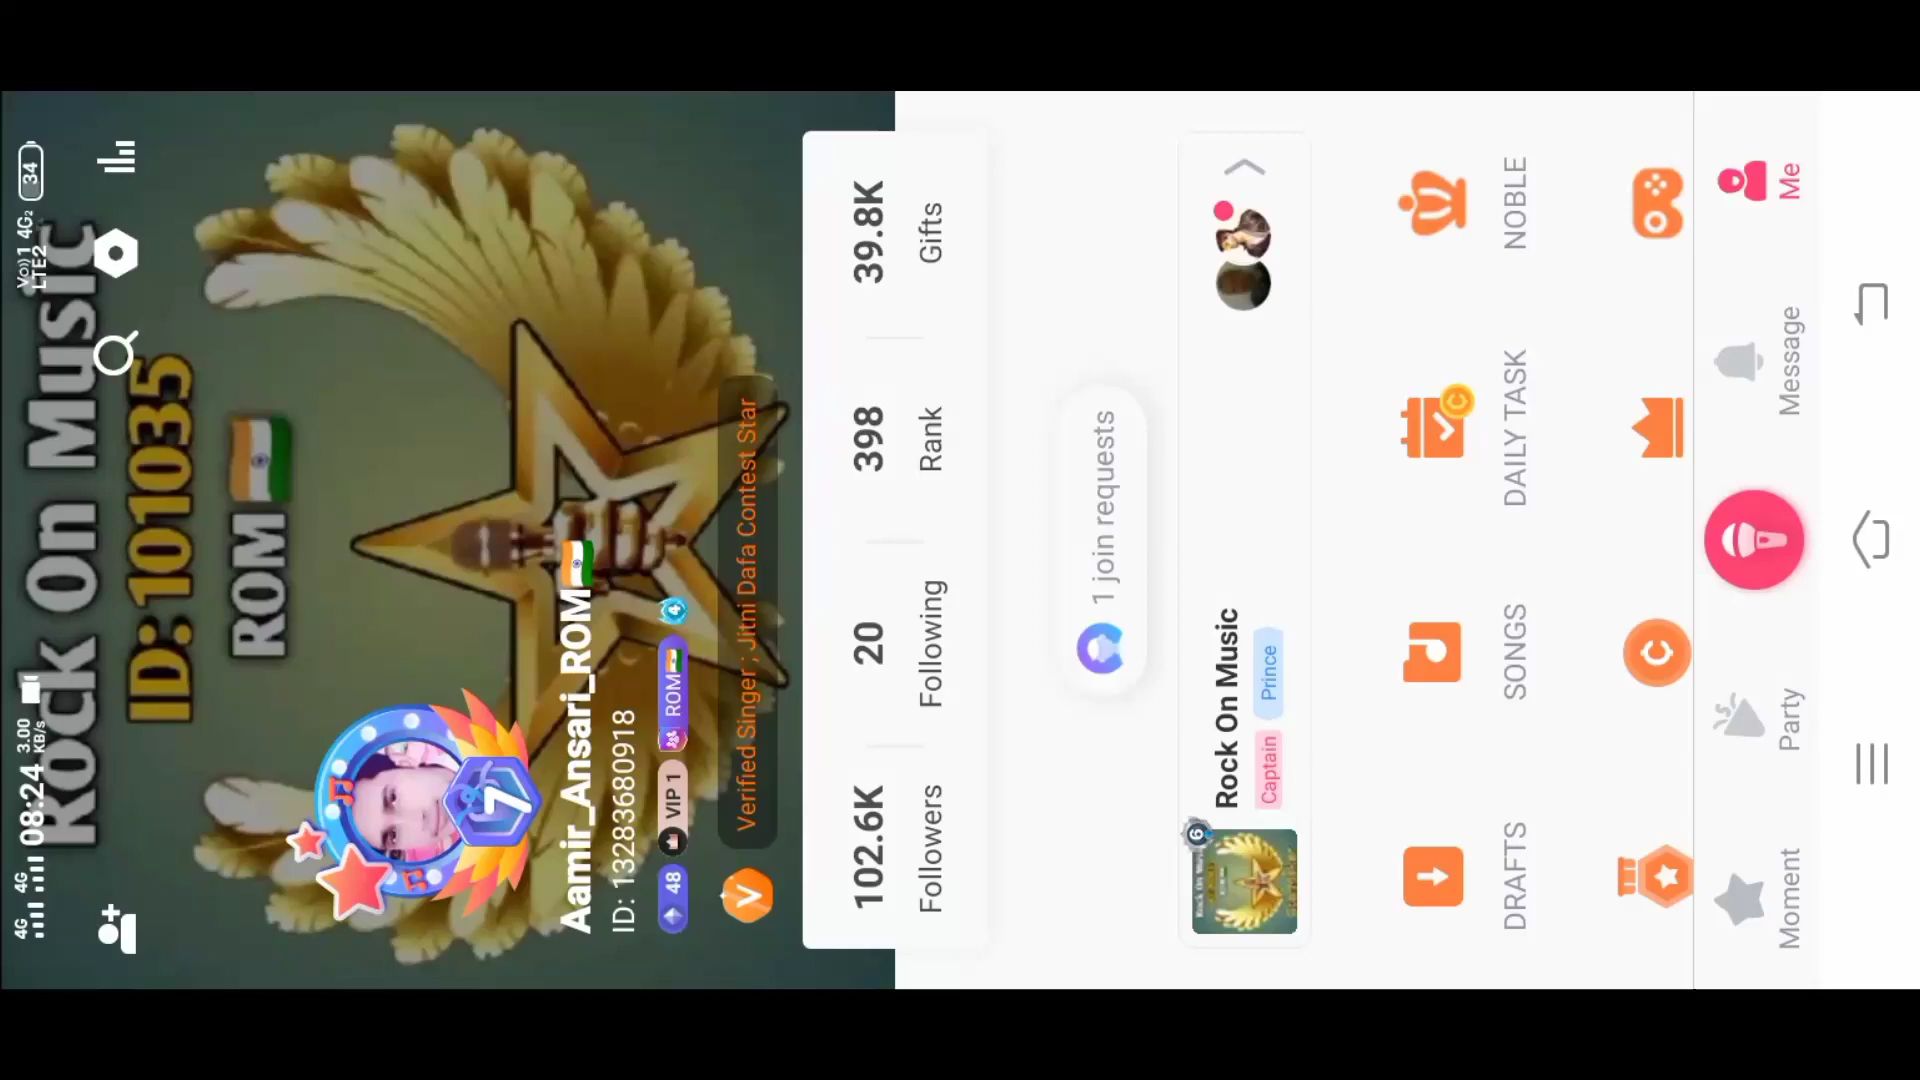 4G 4G 08:24 3.00 KB/s Vo))1 4G2 LTE2 34
Rock On Music
ID: 101035
ROM
7
Aamir_Ansari_ROM
ID: 13283680918
48 VIP 1 ROM 4
V Verified Singer ; Jitni Dafa Contest Star
102.6K 20 398 39.8K
Followers Following Rank Gifts
1 join requests
6
Rock On Music
Captain Prince
DRAFTS SONGS DAILY TASK NOBLE
Moment Party Message Me